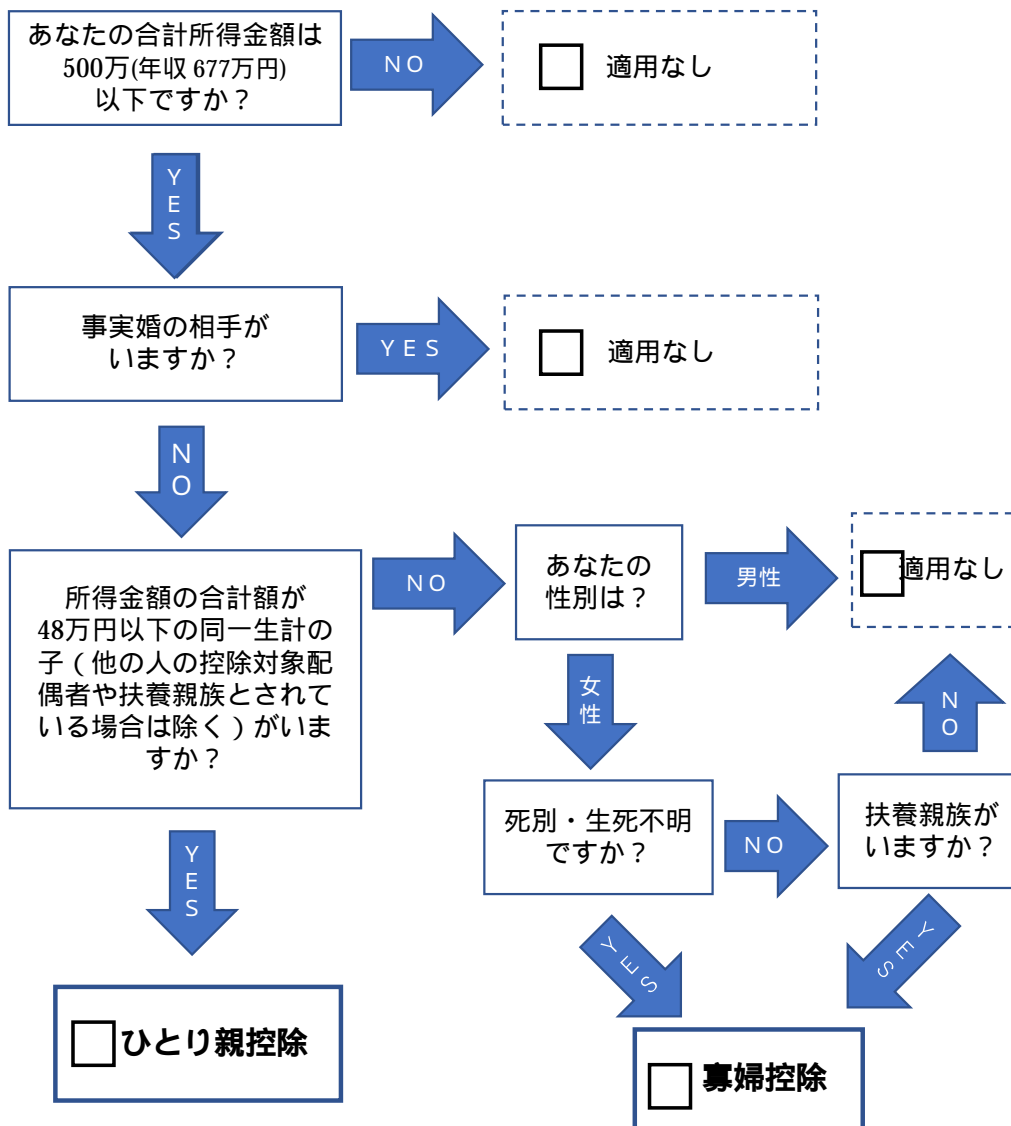 あなたの合計所得金額は
500万(年収 677万円)
以下ですか？
NO
適用なし
YES
事実婚の相手が
いますか？
YES
適用なし
NO
所得金額の合計額が
48万円以下の同一生計の
子（他の人の控除対象配
偶者や扶養親族とされて
いる場合は除く）がいま
すか？
NO
あなたの
性別は？
男性
適用なし
女性
NO
死別・生死不明
ですか？
NO
扶養親族が
いますか？
YES
YES
YES
ひとり親控除
寡婦控除